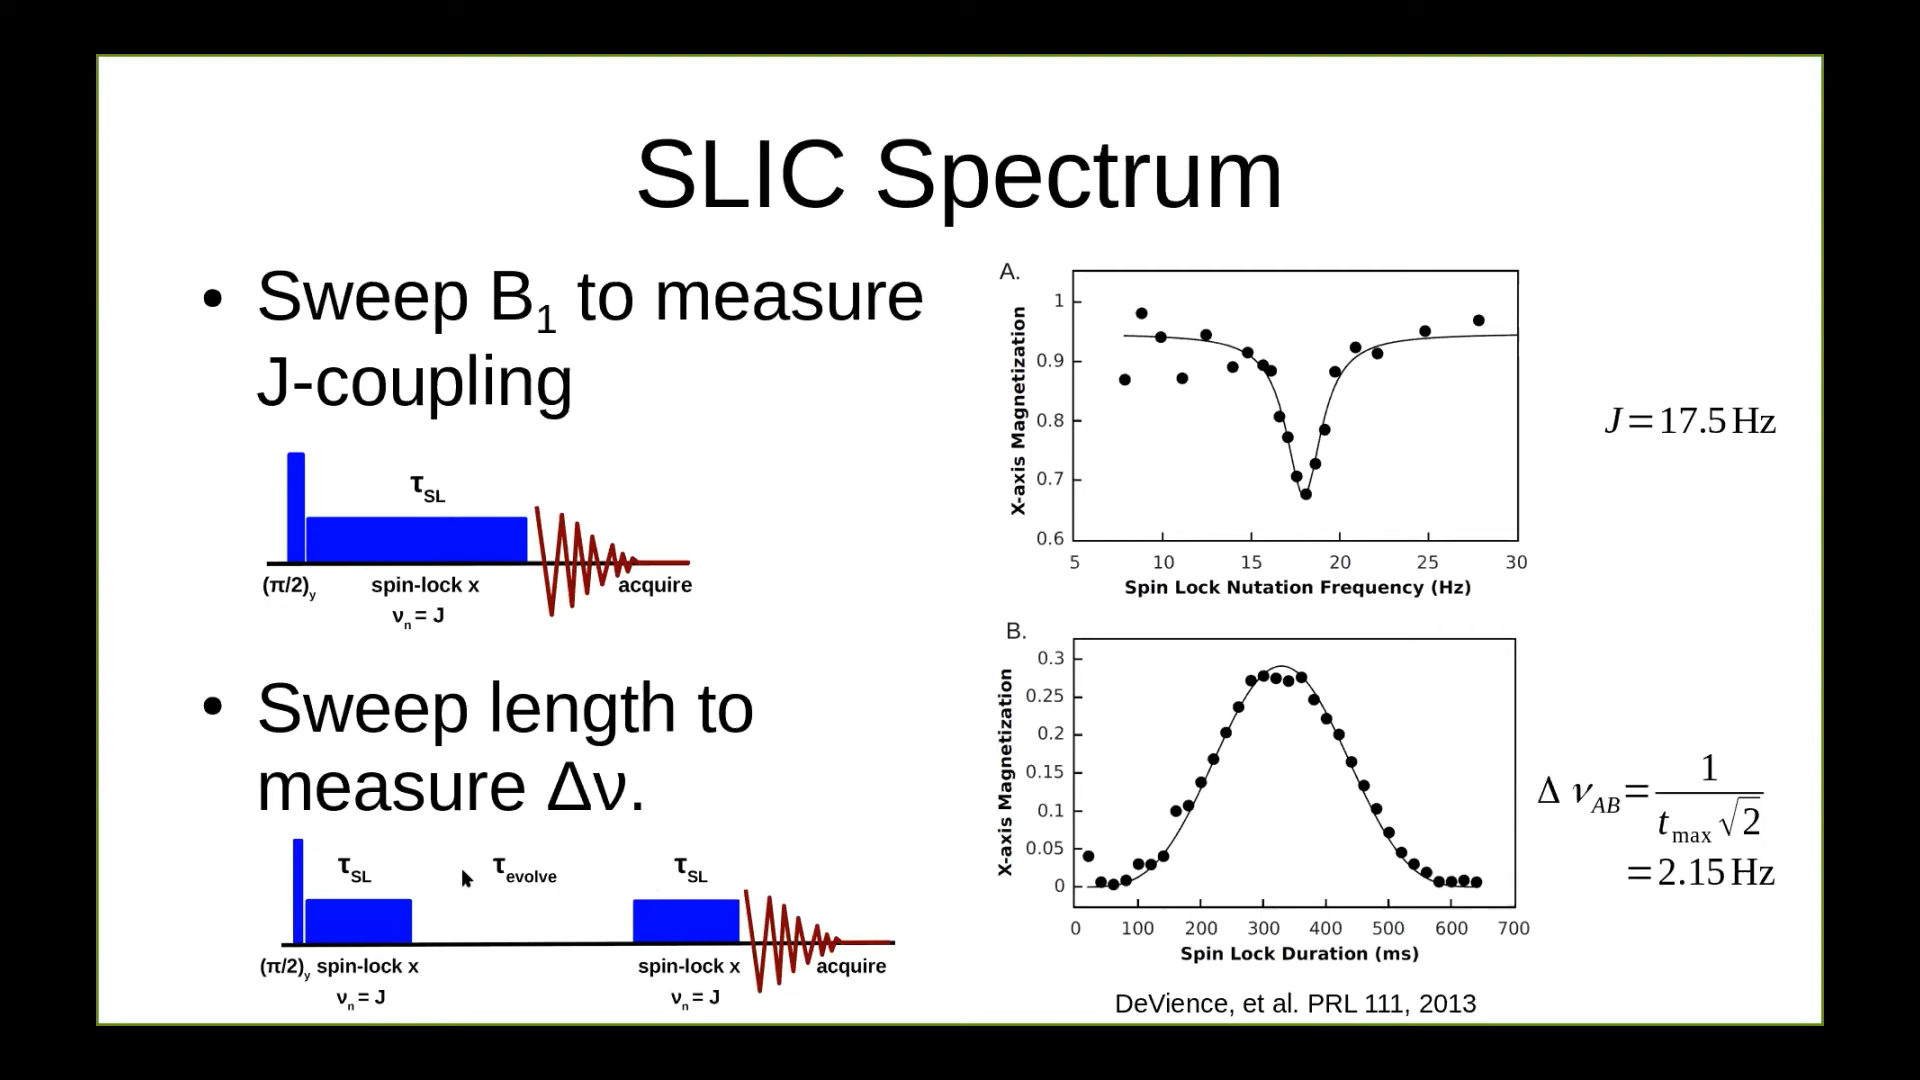 SLIC Spectrum
• Sweep B₁ to measure
J-coupling
τSL
(π/2)y spin-lock x acquire
νn = J
• Sweep length to
measure Δν.
τSL τevolve τSL
(π/2)y spin-lock x spin-lock x acquire
νn = J νn = J
A.
X-axis Magnetization
1
0.9
0.8
0.7
0.6
5 10 15 20 25 30
Spin Lock Nutation Frequency (Hz)
J=17.5 Hz
B.
X-axis Magnetization
0.3
0.25
0.2
0.15
0.1
0.05
0
0 100 200 300 400 500 600 700
Spin Lock Duration (ms)
Δ νAB = 1 / (tmax √2)
=2.15 Hz
DeVience, et al. PRL 111, 2013